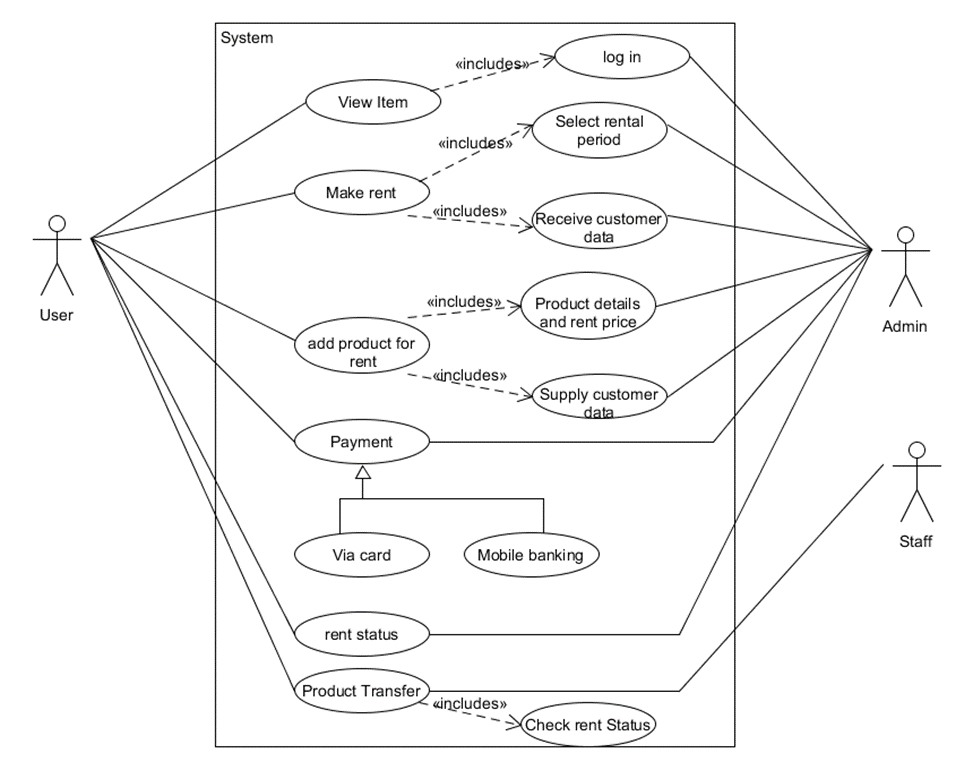 System
«includes»
log in
View Item
«includes»
Select rental
period
Make rent
«includes»
Receive customer
data
User
Admin
«includes»
Product details
and rent price
add product for
rent
«includes»
Supply customer
data
Payment
Staff
Via card
Mobile banking
rent status
Product Transfer
«includes»
Check rent Status